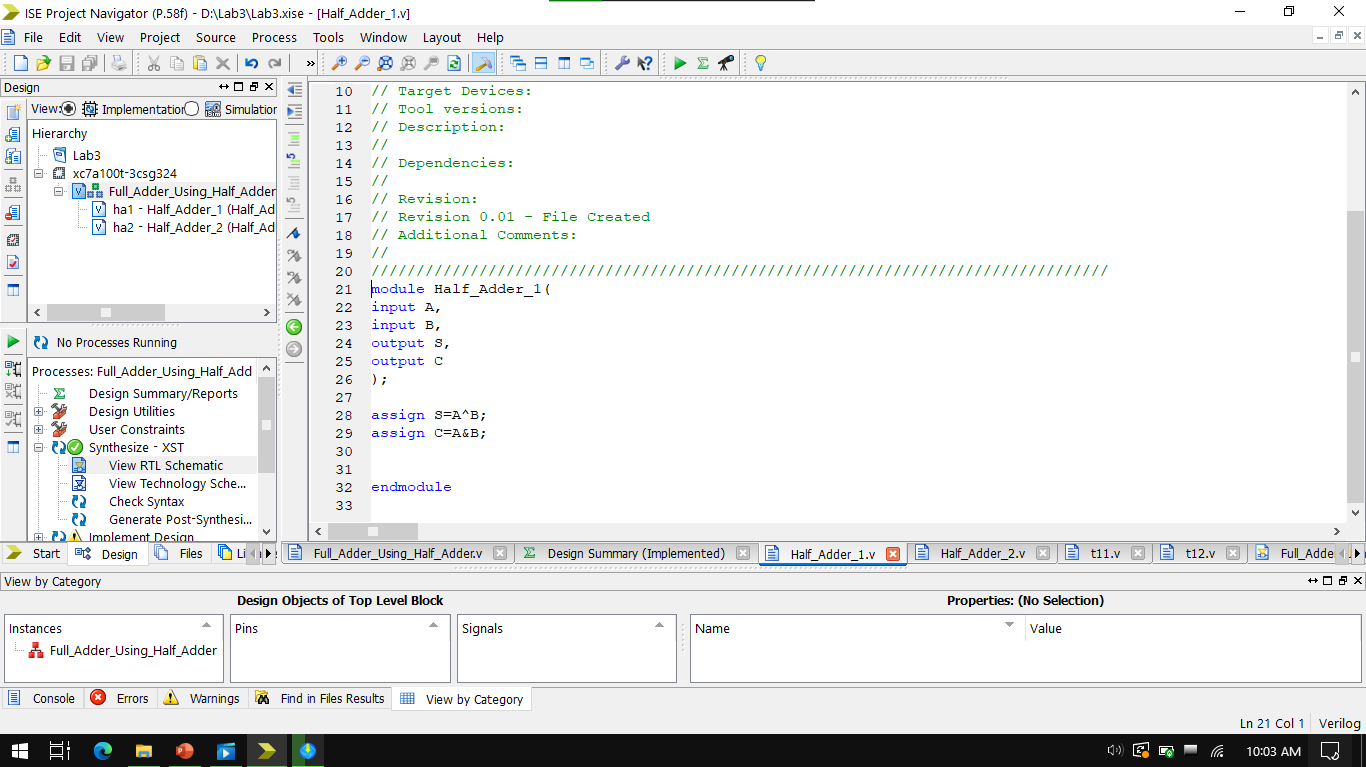 ISE Project Navigator (P.58f) - D:\Lab3\Lab3.xise - [Half_Adder_1.v]
File Edit View Project Source Process Tools Window Layout Help
»
Design
View: Implementation Simulation
Hierarchy
Lab3
xc7a100t-3csg324
Full_Adder_Using_Half_Adder
ha1 - Half_Adder_1 (Half_Ad
ha2 - Half_Adder_2 (Half_Ad
No Processes Running
Processes: Full_Adder_Using_Half_Add
Design Summary/Reports
Design Utilities
User Constraints
Synthesize - XST
View RTL Schematic
View Technology Sche...
Check Syntax
Generate Post-Synthesi...
Implement Design
Start Design Files Li
10 // Target Devices:
11 // Tool versions:
12 // Description:
13 //
14 // Dependencies:
15 //
16 // Revision:
17 // Revision 0.01 - File Created
18 // Additional Comments:
19 //
20 //////////////////////////////////////////////////////////////////////////////////
21 module Half_Adder_1(
22 input A,
23 input B,
24 output S,
25 output C
26 );
27
28 assign S=A^B;
29 assign C=A&B;
30
31
32 endmodule
33
Full_Adder_Using_Half_Adder.v Design Summary (Implemented) Half_Adder_1.v Half_Adder_2.v t11.v t12.v Full_Adde
View by Category
Design Objects of Top Level Block Properties: (No Selection)
Instances Pins Signals Name Value
Full_Adder_Using_Half_Adder
Console Errors Warnings Find in Files Results View by Category
Ln 21 Col 1 Verilog
10:03 AM